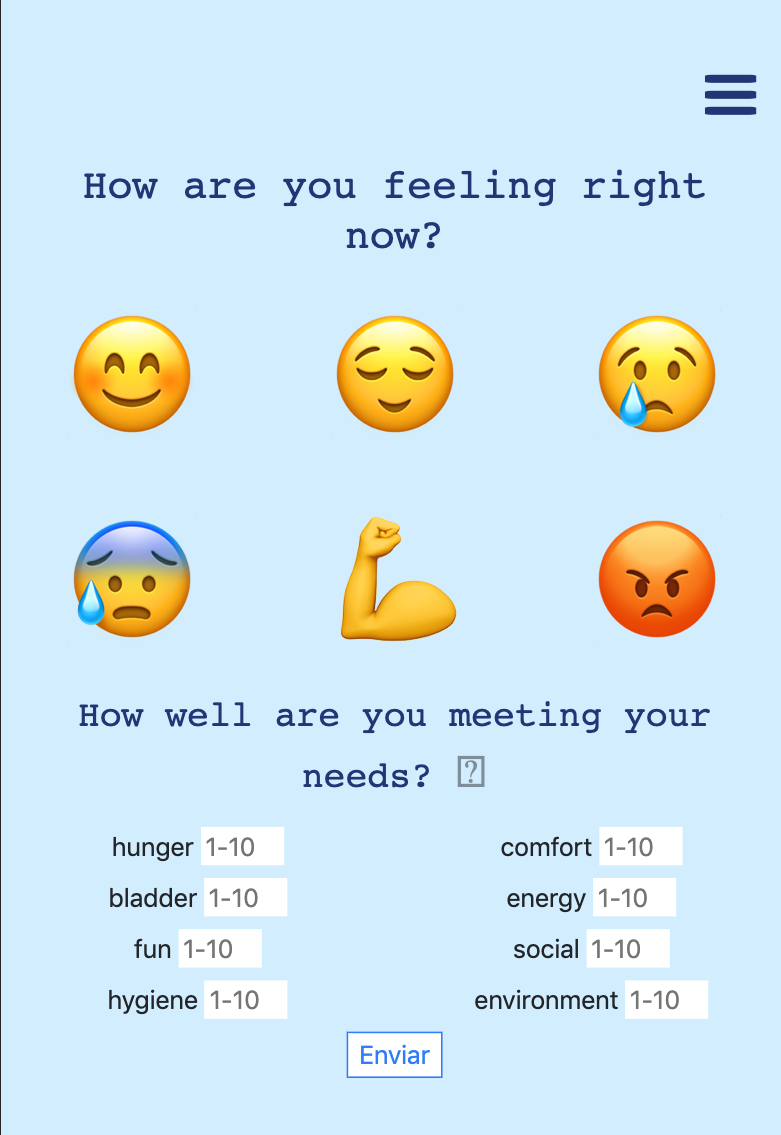 How are you feeling right
now?
How well are you meeting your
needs?
hunger 1-10 comfort 1-10
bladder 1-10 energy 1-10
fun 1-10 social 1-10
hygiene 1-10 environment 1-10
Enviar